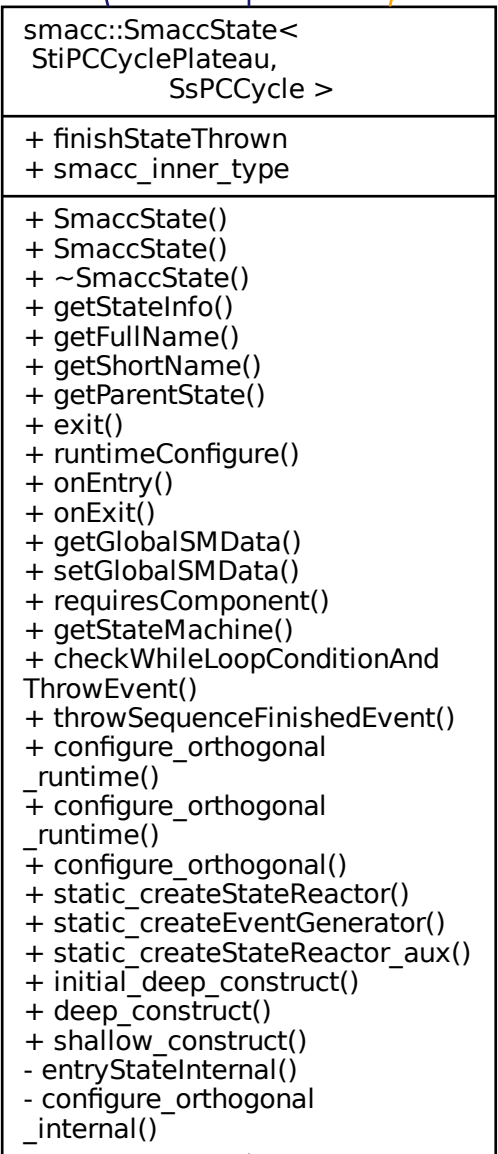 smacc::SmaccState<
StiPCCyclePlateau,
SsPCCycle >
+ finishStateThrown
+ smacc_inner_type
+ SmaccState()
+ SmaccState()
+ ~SmaccState()
+ getStateInfo()
+ getFullName()
+ getShortName()
+ getParentState()
+ exit()
+ runtimeConfigure()
+ onEntry()
+ onExit()
+ getGlobalSMData()
+ setGlobalSMData()
+ requiresComponent()
+ getStateMachine()
+ checkWhileLoopConditionAnd
ThrowEvent()
+ throwSequenceFinishedEvent()
+ configure_orthogonal
_runtime()
+ configure_orthogonal
_runtime()
+ configure_orthogonal()
+ static_createStateReactor()
+ static_createEventGenerator()
+ static_createStateReactor_aux()
+ initial_deep_construct()
+ deep_construct()
+ shallow_construct()
- entryStateInternal()
- configure_orthogonal
_internal()